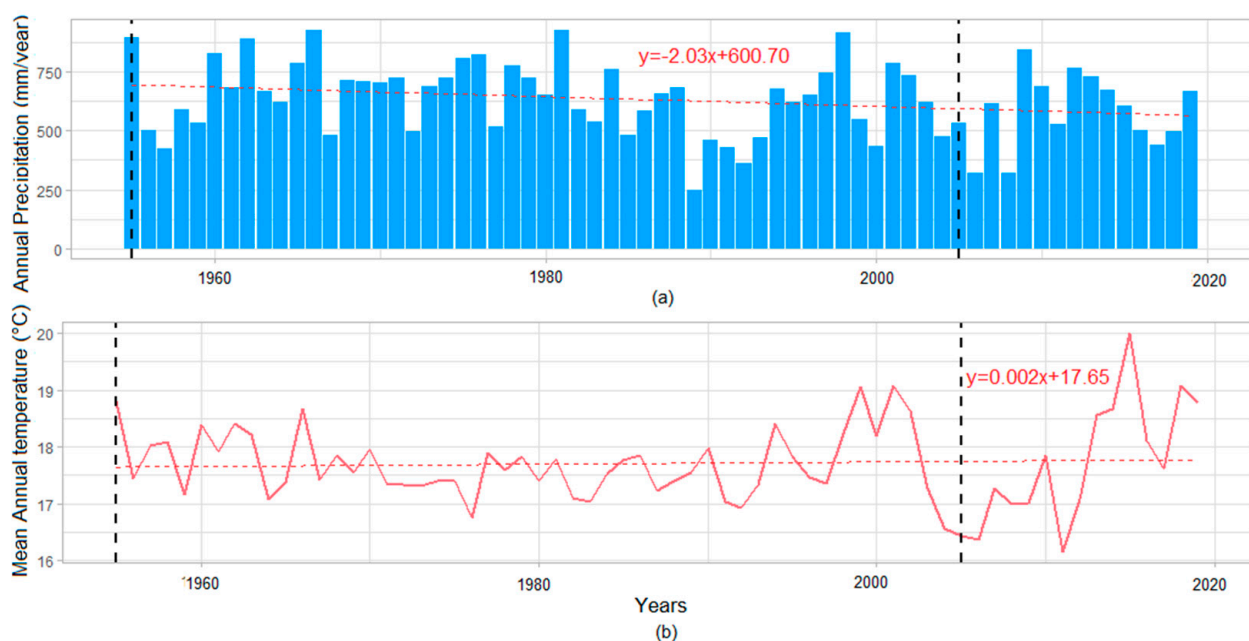 Annual Precipitation (mm/year)
y=-2.03x+600.70
750
500
250
0
1960
1980
2000
2020
(a)
Mean Annual temperature (°C)
20
y=0.002x+17.65
19
18
17
16
1960
1980
2000
2020
Years
(b)